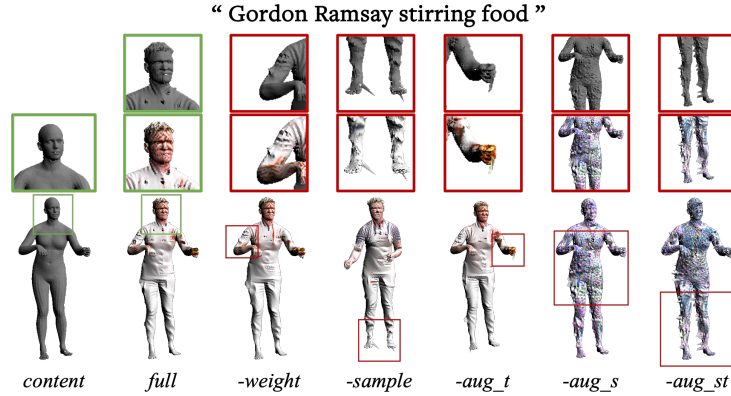 “ Gordon Ramsay stirring food ”
content full -weight -sample -aug_t -aug_s -aug_st